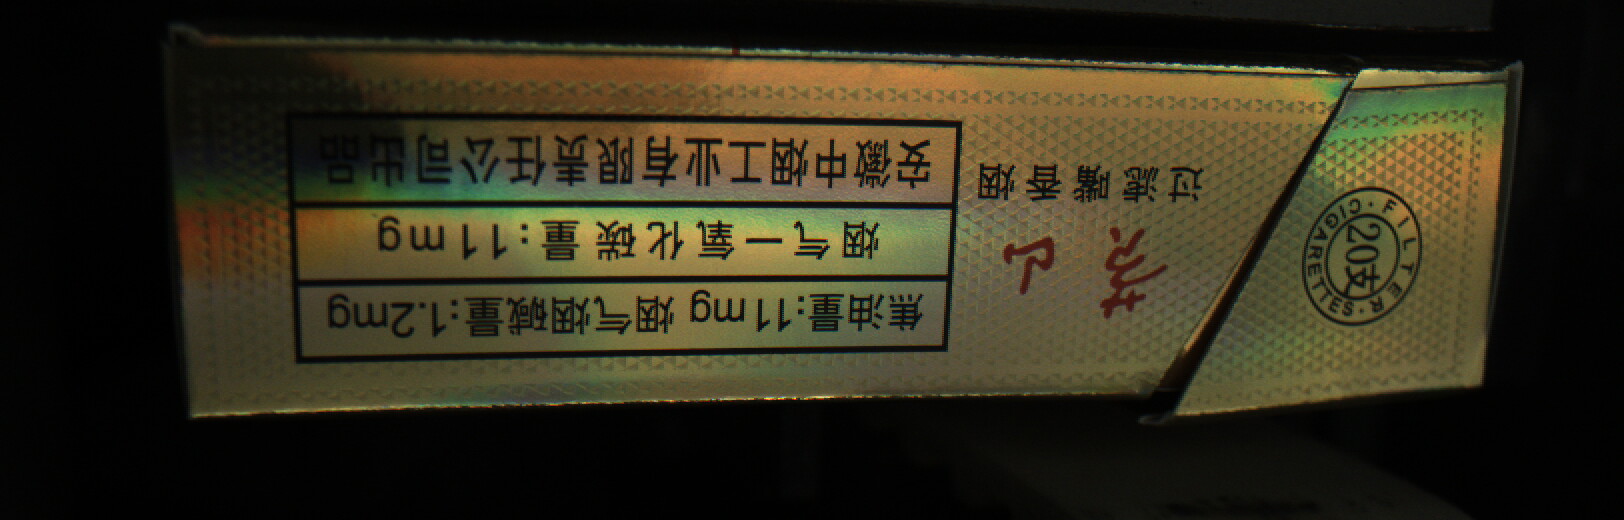 FILTER·CIGARETTES·
20支
黄山
过滤嘴香烟
焦油量:11mg 烟气烟碱量:1.2mg
烟气一氧化碳量:11mg
安徽中烟工业有限责任公司出品